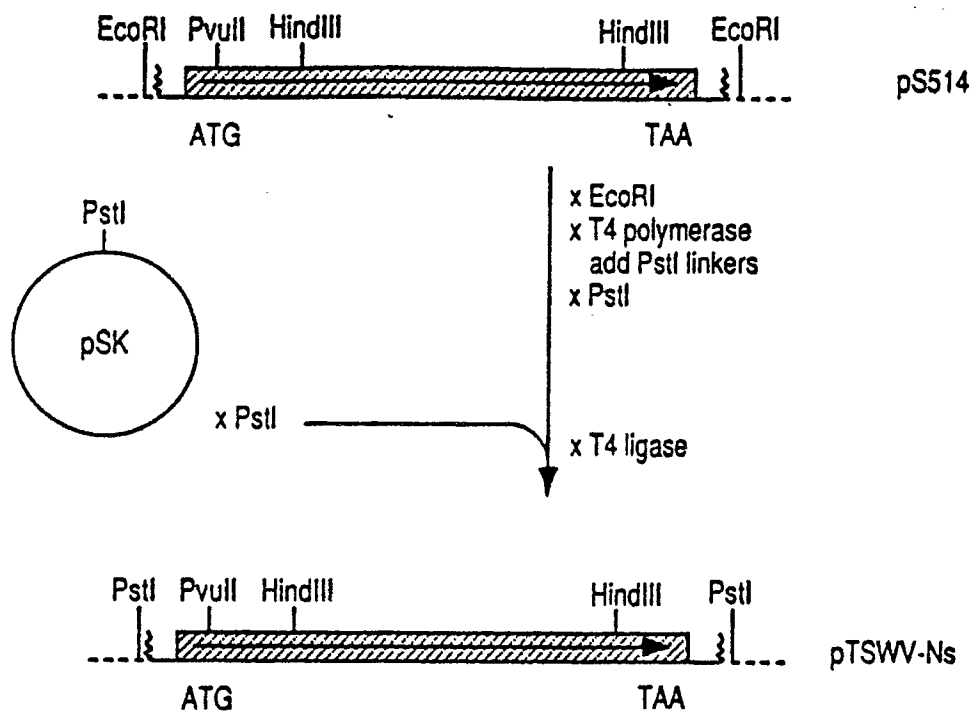 EcoRI PvuII HindIII HindIII EcoRI
pS514
ATG TAA
x EcoRI
x T4 polymerase
add PstI linkers
x PstI
PstI
pSK
x PstI
x T4 ligase
PstI PvuII HindIII HindIII PstI
pTSWV-Ns
ATG TAA